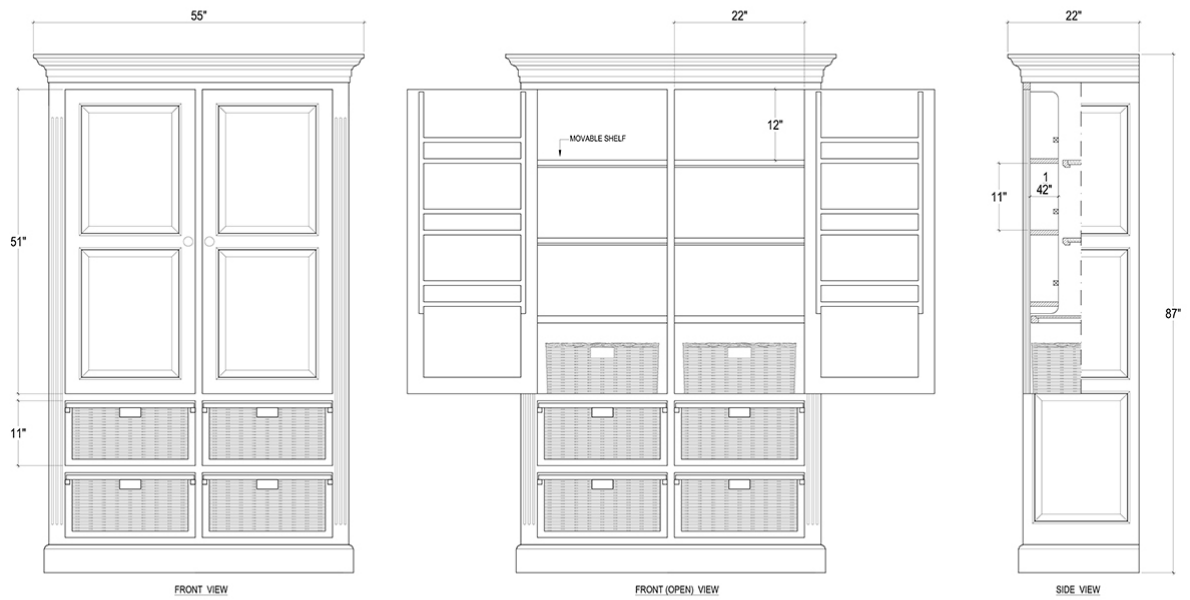 55"
22"
22"
12"
MOVABLE SHELF
1
42"
11"
51"
87"
11"
FRONT VIEW
FRONT (OPEN) VIEW
SIDE VIEW